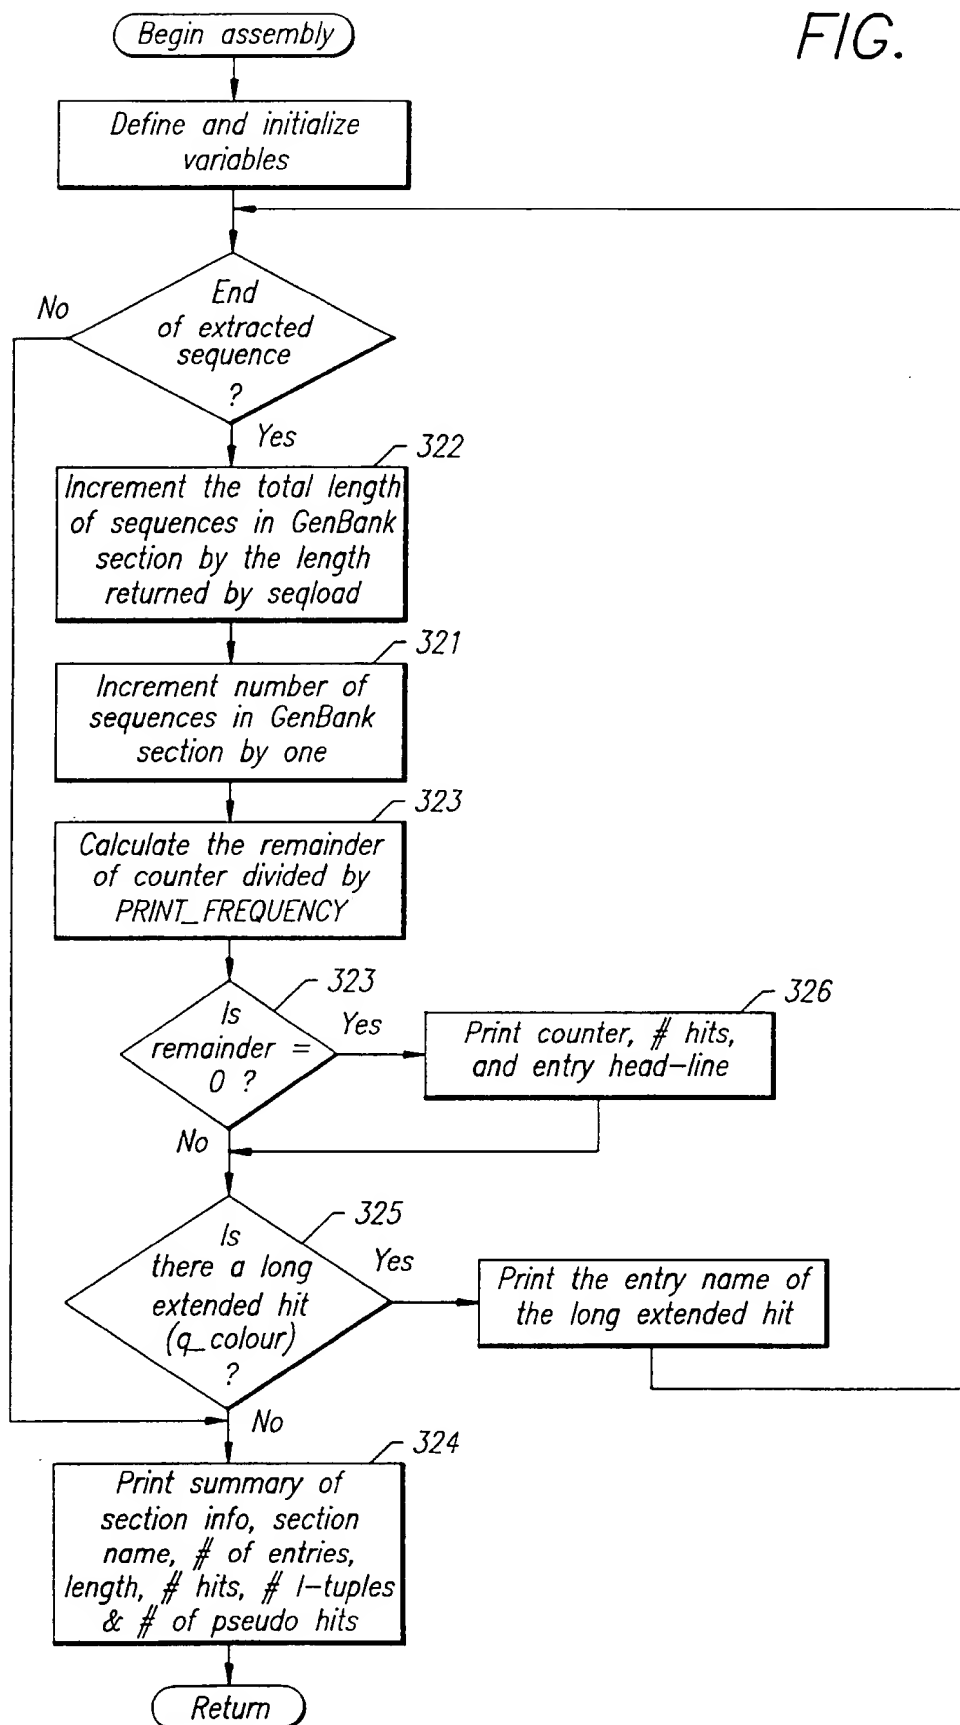 FIG.
Begin assembly
Define and initialize
variables
End
of extracted
sequence
?
No
Yes
322
Increment the total length
of sequences in GenBank
section by the length
returned by seqload
321
Increment number of
sequences in GenBank
section by one
323
Calculate the remainder
of counter divided by
PRINT_FREQUENCY
323
Is
remainder =
0 ?
Yes
326
Print counter, # hits,
and entry head-line
No
325
Is
there a long
extended hit
(q_colour)
?
Yes
Print the entry name of
the long extended hit
No
324
Print summary of
section info, section
name, # of entries,
length, # hits, # l-tuples
& # of pseudo hits
Return